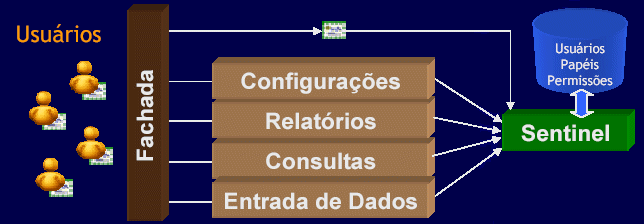 Usuários
Fachada
Configurações
Relatórios
Consultas
Entrada de Dados
Usuários
Papéis
Permissões
Sentinel